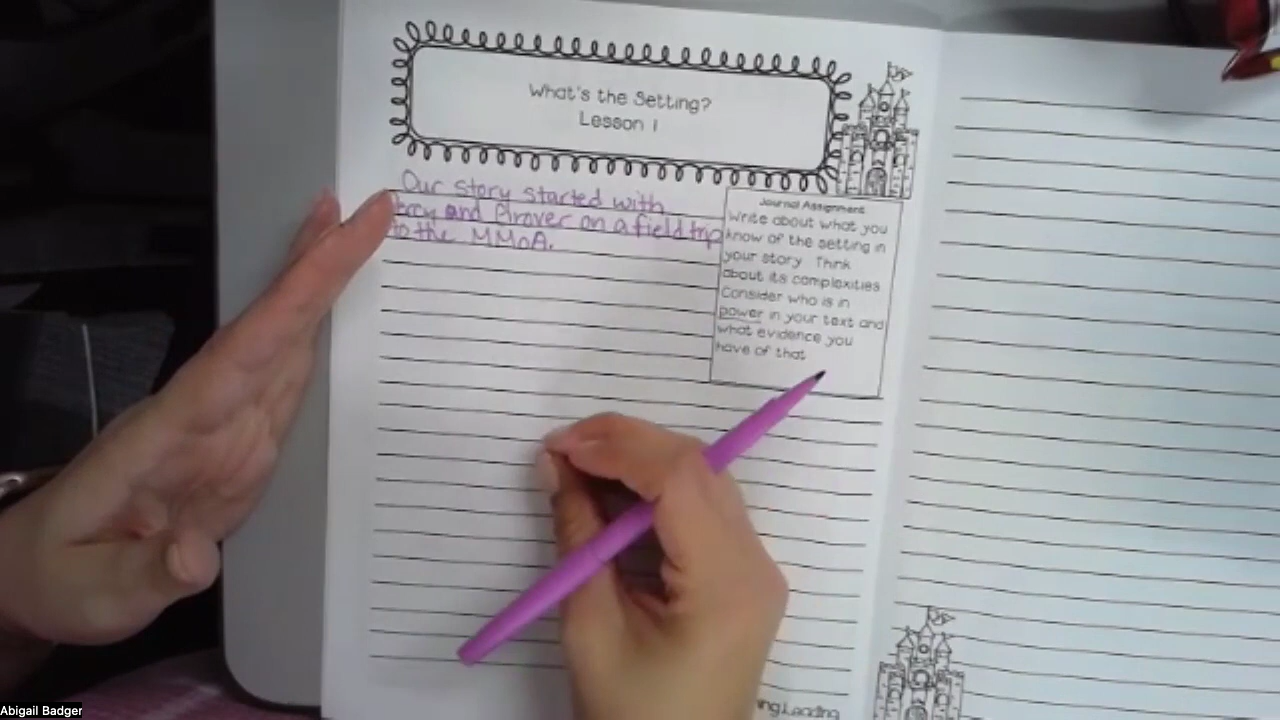 What's the Setting?
Lesson 1
Our story started with
and Grover on a field trip
to the MMoA.
Journal Assignment
Write about what you
know of the setting in
your story Think
about its complexities
Consider who is in
power in your text and
what evidence you
have of that
Abigail Badger